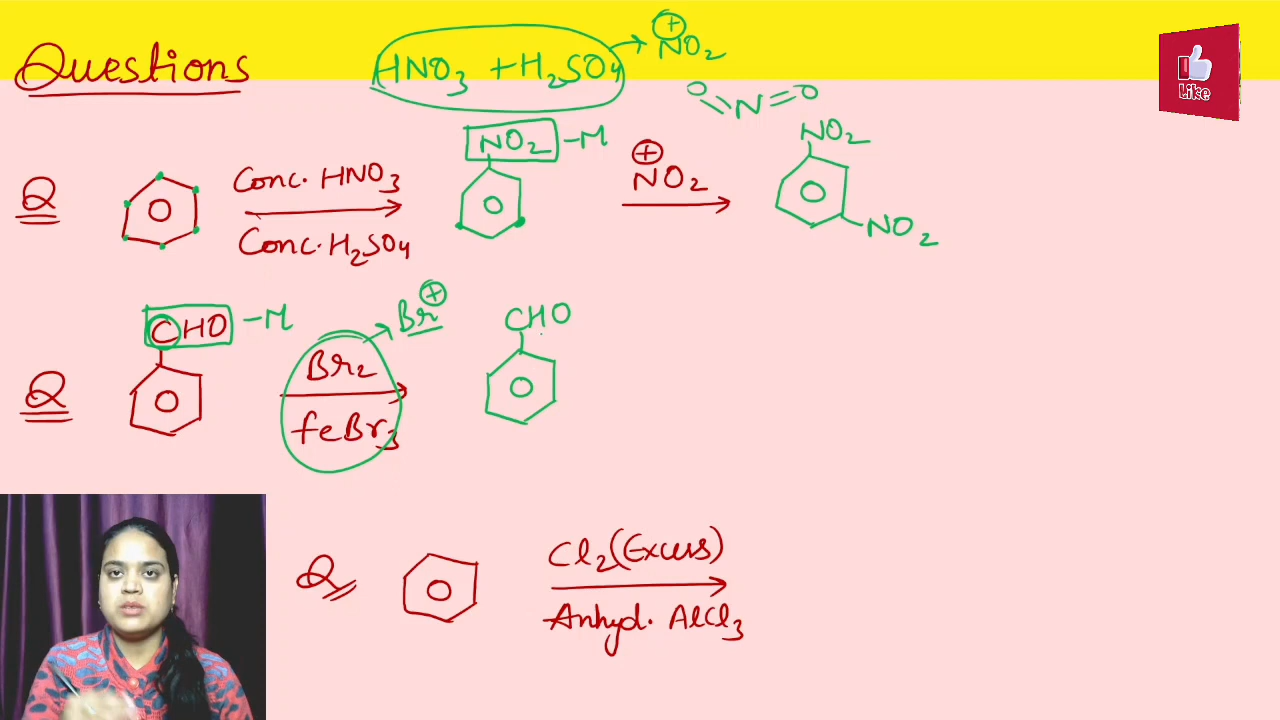 Questions
HNO3 + H2SO4 → ⊕NO2
O=N=O
Q Conc. HNO3
Conc. H2SO4
NO2 -M
⊕NO2
NO2
NO2
Q CHO -M
Br2
FeBr3
Br⊕
CHO
Q Cl2 (Excess)
Anhyd. AlCl3
Like